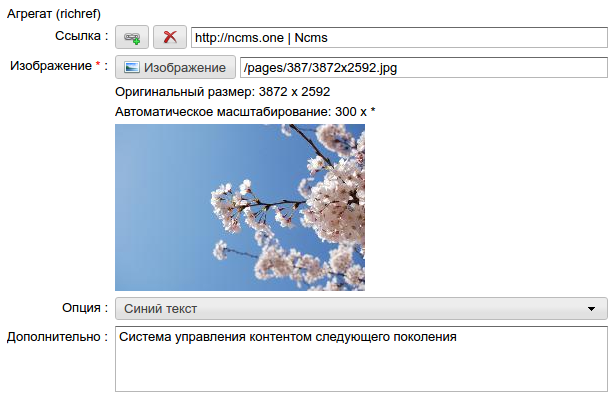 Агрегат (richref)
Ссылка : http://ncms.one | Ncms
Изображение * : Изображение /pages/387/3872x2592.jpg
Оригинальный размер: 3872 x 2592
Автоматическое масштабирование: 300 x *
Опция : Синий текст
Дополнительно : Система управления контентом следующего поколения